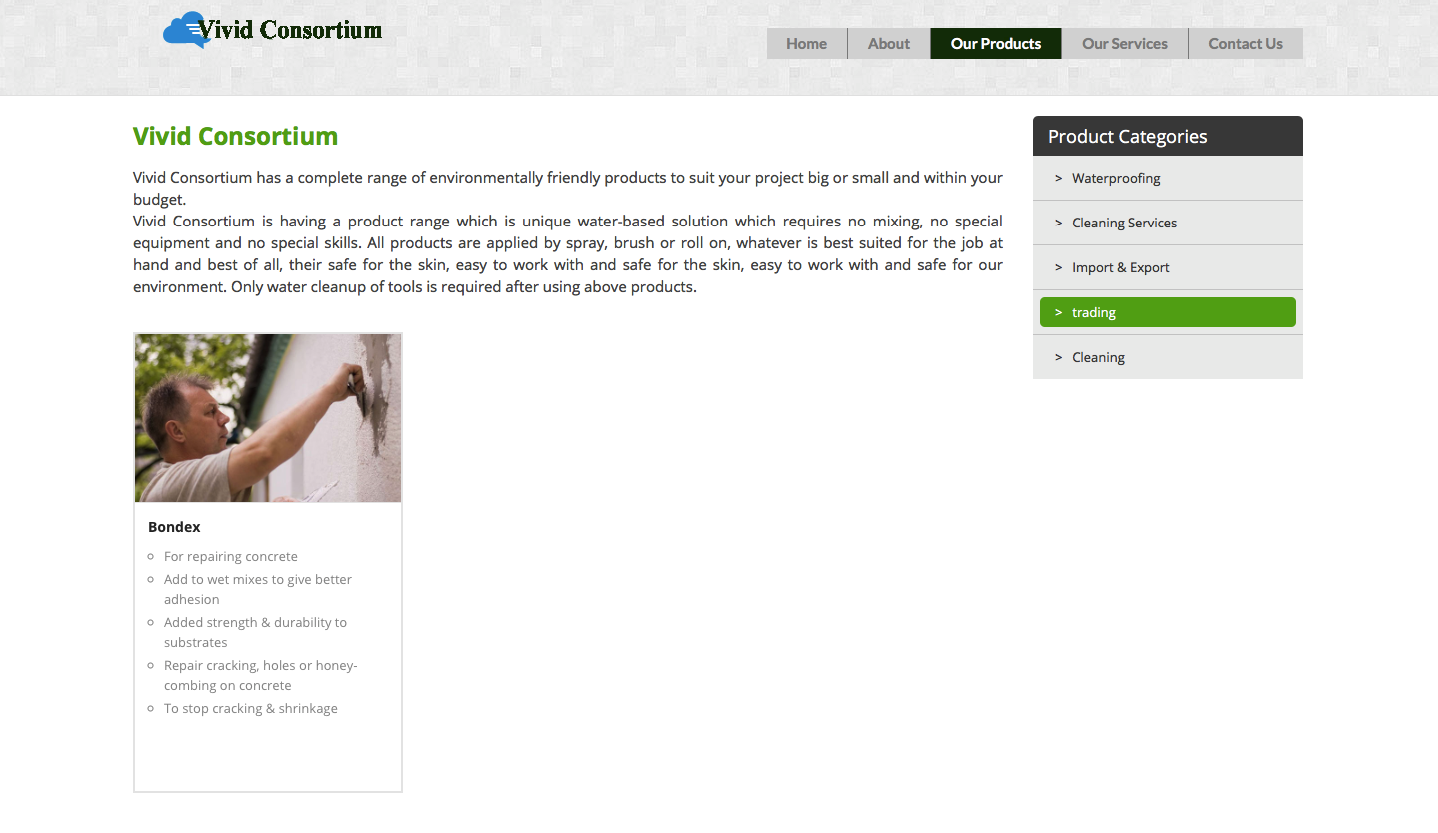 Vivid Consortium
Home
About
Our Products
Our Services
Contact Us
Vivid Consortium
Vivid Consortium has a complete range of environmentally friendly products to suit your project big or small and within your
budget.
Vivid Consortium is having a product range which is unique water-based solution which requires no mixing, no special
equipment and no special skills. All products are applied by spray, brush or roll on, whatever is best suited for the job at
hand and best of all, their safe for the skin, easy to work with and safe for the skin, easy to work with and safe for our
environment. Only water cleanup of tools is required after using above products.
Product Categories
> Waterproofing
> Cleaning Services
> Import & Export
> trading
> Cleaning
Bondex
For repairing concrete
Add to wet mixes to give better
adhesion
Added strength & durability to
substrates
Repair cracking, holes or honey-
combing on concrete
To stop cracking & shrinkage